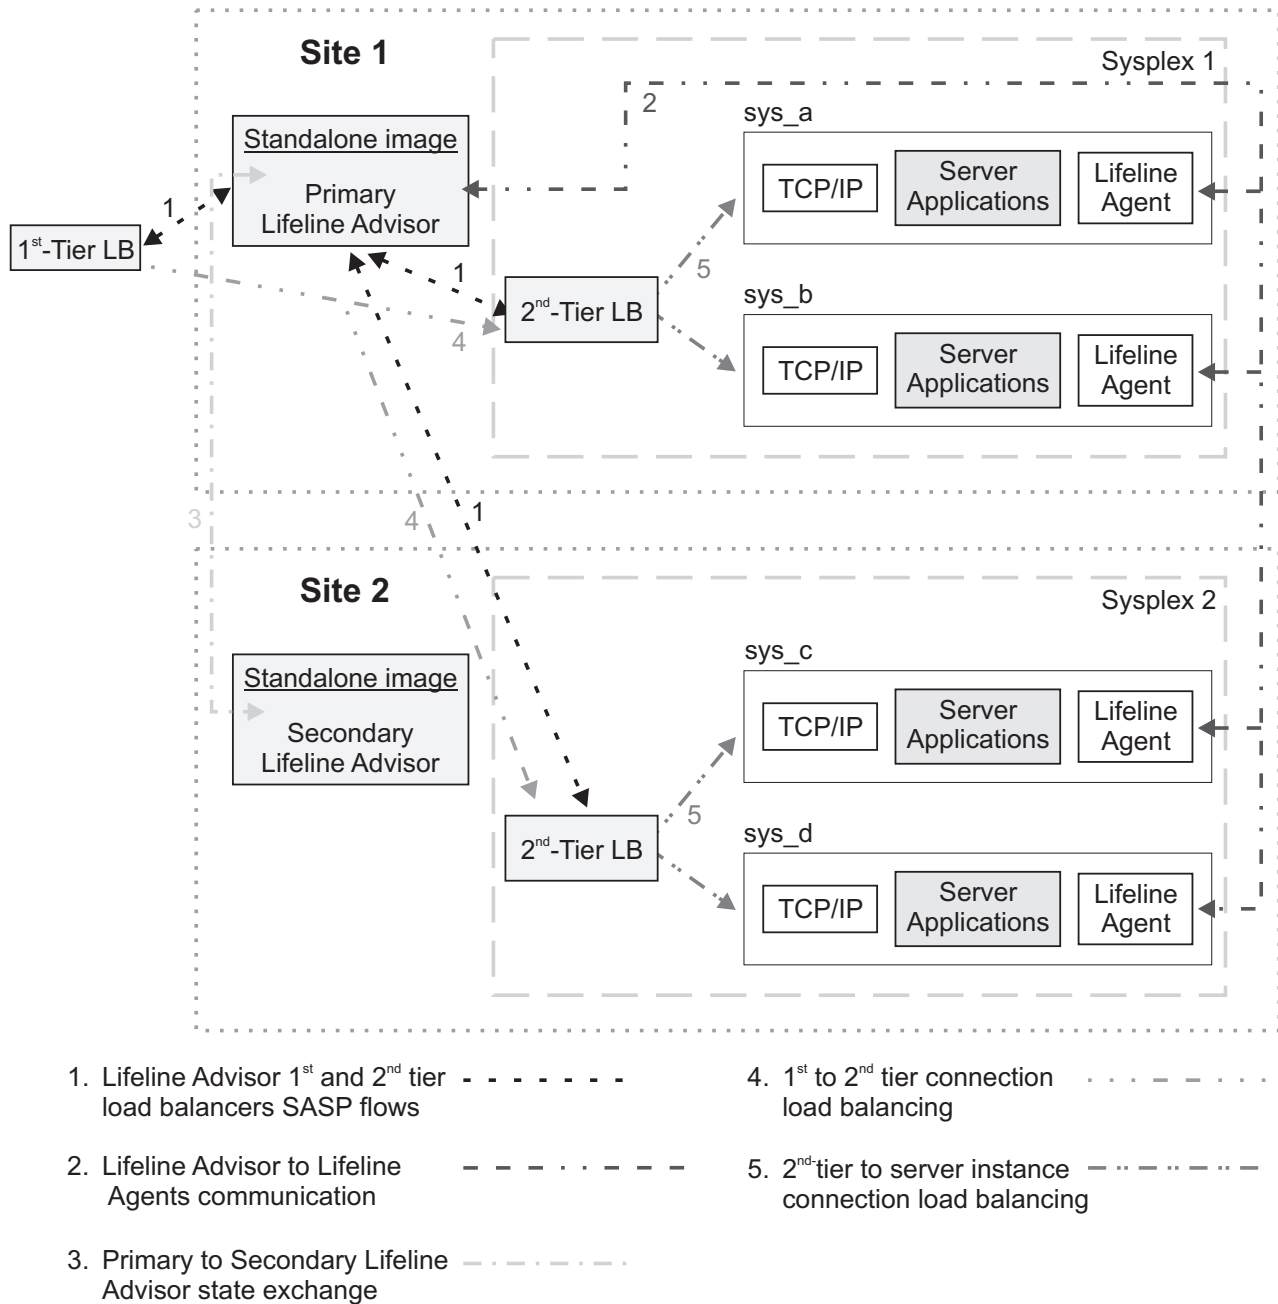 Site 1
Sysplex 1
2
sys_a
Standalone image
Primary
Lifeline Advisor
TCP/IP
Server
Applications
Lifeline
Agent
1
1st-Tier LB
1
5
2nd-Tier LB
4
sys_b
TCP/IP
Server
Applications
Lifeline
Agent
3
4
1
Site 2
Sysplex 2
sys_c
Standalone image
Secondary
Lifeline Advisor
TCP/IP
Server
Applications
Lifeline
Agent
5
2nd-Tier LB
sys_d
TCP/IP
Server
Applications
Lifeline
Agent
1. Lifeline Advisor 1st and 2nd tier
load balancers SASP flows
2. Lifeline Advisor to Lifeline
Agents communication
3. Primary to Secondary Lifeline
Advisor state exchange
4. 1st to 2nd tier connection
load balancing
5. 2nd-tier to server instance
connection load balancing